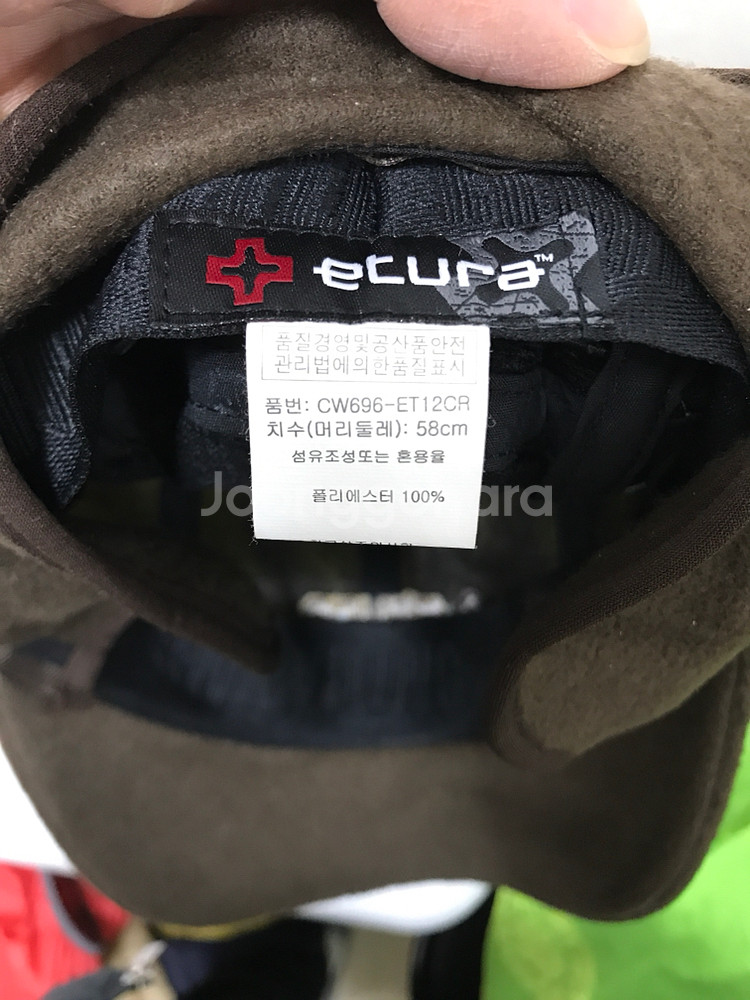 ecura™
품질경영및공산품안전
관리법에의한품질표시
품번: CW696-ET12CR
치수(머리둘레): 58cm
섬유조성또는 혼용율
폴리에스터 100%